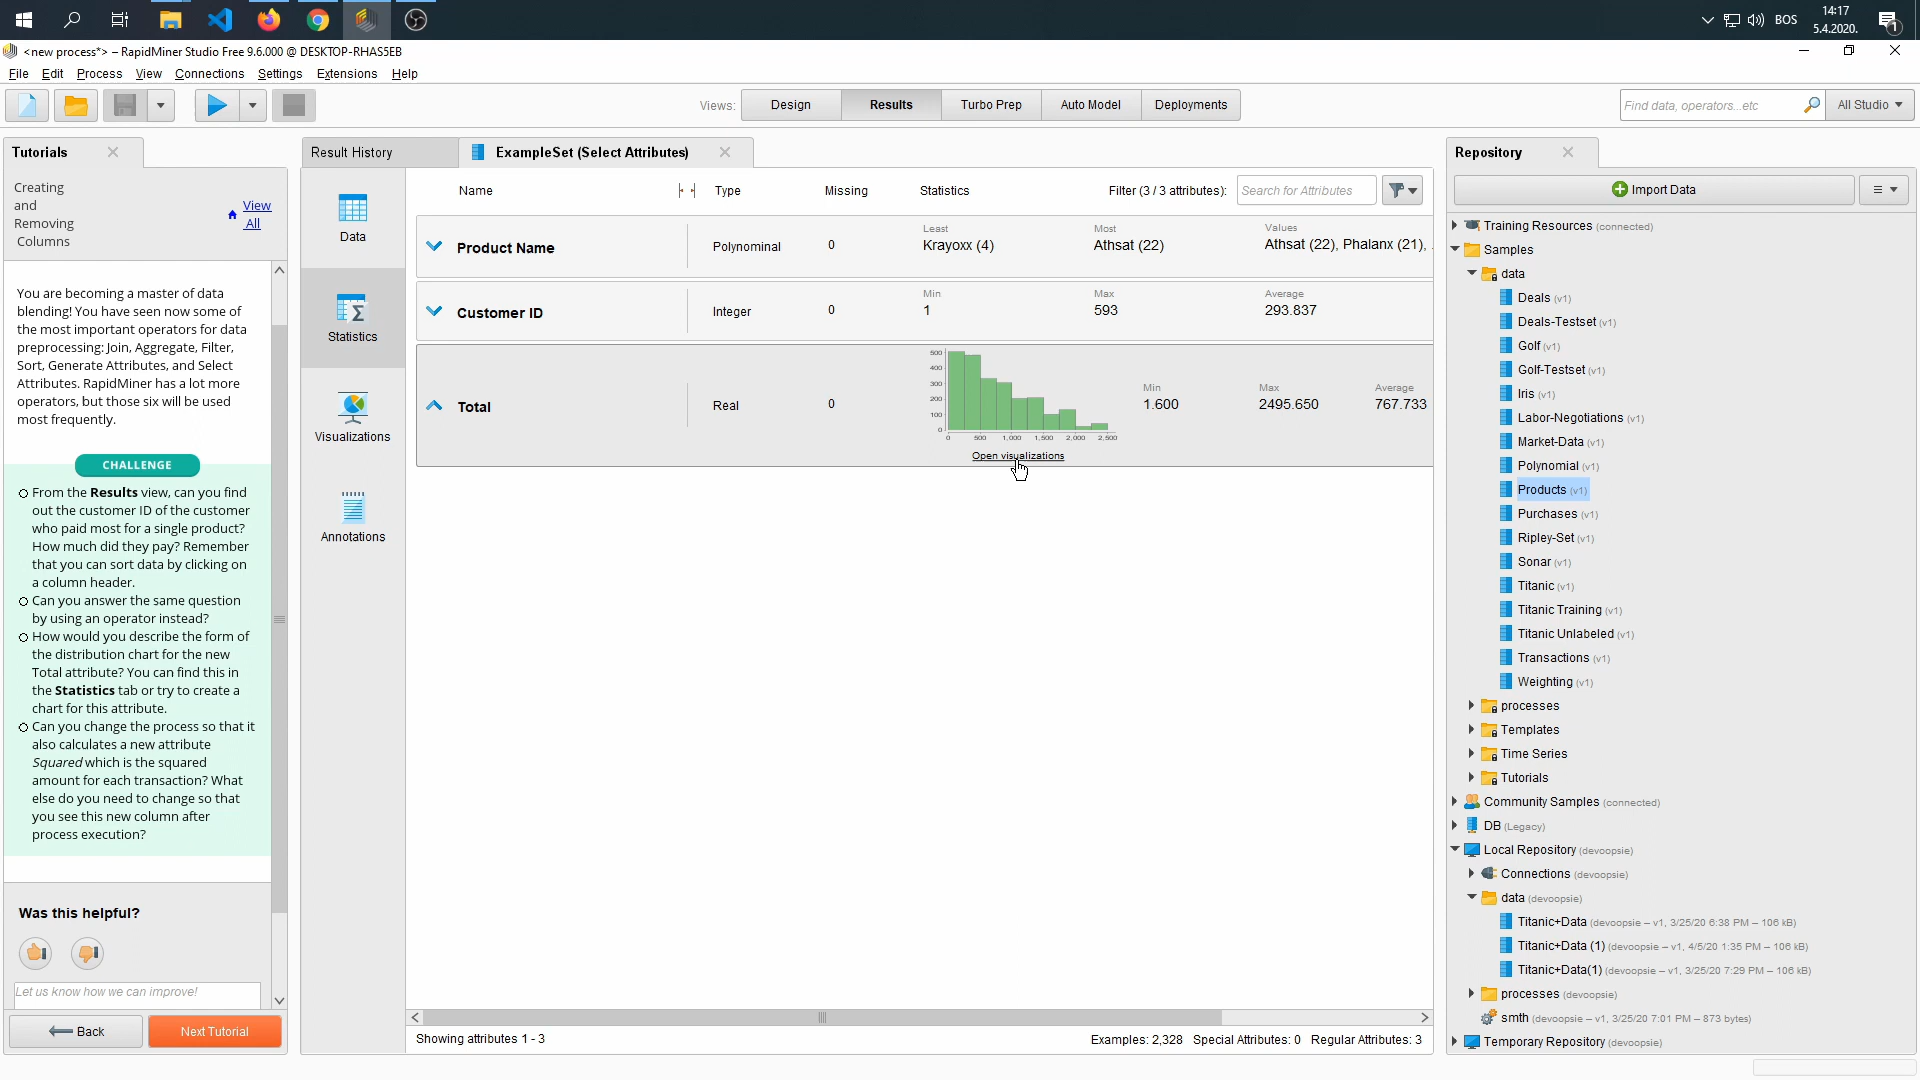 BOS
14:17
5.4.2020.
1
<new process*> – RapidMiner Studio Free 9.6.000 @ DESKTOP-RHAS5EB
File Edit Process View Connections Settings Extensions Help
Views: Design Results Turbo Prep Auto Model Deployments
Find data, operators...etc
All Studio
Tutorials
Creating
and
Removing
Columns
View
All
You are becoming a master of data
blending! You have seen now some of
the most important operators for data
preprocessing: Join, Aggregate, Filter,
Sort, Generate Attributes, and Select
Attributes. RapidMiner has a lot more
operators, but those six will be used
most frequently.
CHALLENGE
From the Results view, can you find
out the customer ID of the customer
who paid most for a single product?
How much did they pay? Remember
that you can sort data by clicking on
a column header.
Can you answer the same question
by using an operator instead?
How would you describe the form of
the distribution chart for the new
Total attribute? You can find this in
the Statistics tab or try to create a
chart for this attribute.
Can you change the process so that it
also calculates a new attribute
Squared which is the squared
amount for each transaction? What
else do you need to change so that
you see this new column after
process execution?
Was this helpful?
Let us know how we can improve!
Back
Next Tutorial
Result History
ExampleSet (Select Attributes)
Data
Statistics
Visualizations
Annotations
Name Type Missing Statistics Filter (3 / 3 attributes): Search for Attributes
Least Most Values
Product Name Polynominal 0 Krayoxx (4) Athsat (22) Athsat (22), Phalanx (21), .
Min Max Average
Customer ID Integer 0 1 593 293.837
500
400
300
200
100
0
0 500 1,000 1,500 2,000 2,500
Min Max Average
Total Real 0 1.600 2495.650 767.733
Open visualizations
Showing attributes 1 - 3
Examples: 2,328 Special Attributes: 0 Regular Attributes: 3
Repository
Import Data
Training Resources (connected)
Samples
data
Deals (v1)
Deals-Testset (v1)
Golf (v1)
Golf-Testset (v1)
Iris (v1)
Labor-Negotiations (v1)
Market-Data (v1)
Polynomial (v1)
Products (v1)
Purchases (v1)
Ripley-Set (v1)
Sonar (v1)
Titanic (v1)
Titanic Training (v1)
Titanic Unlabeled (v1)
Transactions (v1)
Weighting (v1)
processes
Templates
Time Series
Tutorials
Community Samples (connected)
DB (Legacy)
Local Repository (devoopsie)
Connections (devoopsie)
data (devoopsie)
Titanic+Data (devoopsie – v1, 3/25/20 6:38 PM – 106 kB)
Titanic+Data (1) (devoopsie – v1, 4/5/20 1:35 PM – 106 kB)
Titanic+Data(1) (devoopsie – v1, 3/25/20 7:29 PM – 106 kB)
processes (devoopsie)
smth (devoopsie – v1, 3/25/20 7:01 PM – 873 bytes)
Temporary Repository (devoopsie)